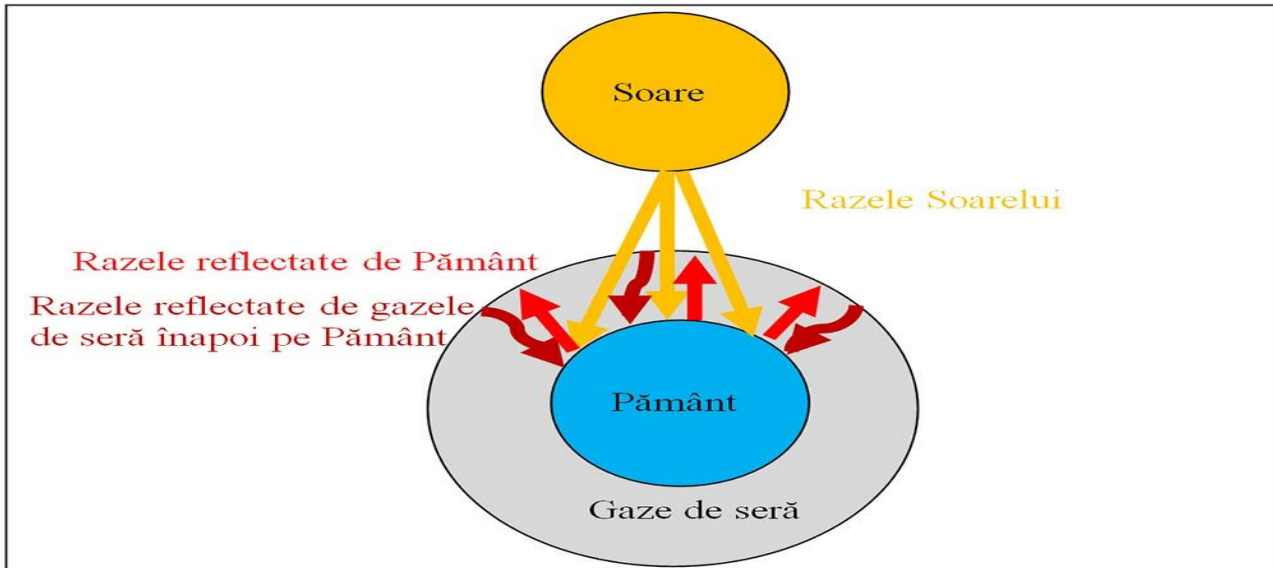 Soare
Razele Soarelui
Razele reflectate de Pământ
Razele reflectate de gazele
de seră înapoi pe Pământ
Pământ
Gaze de seră